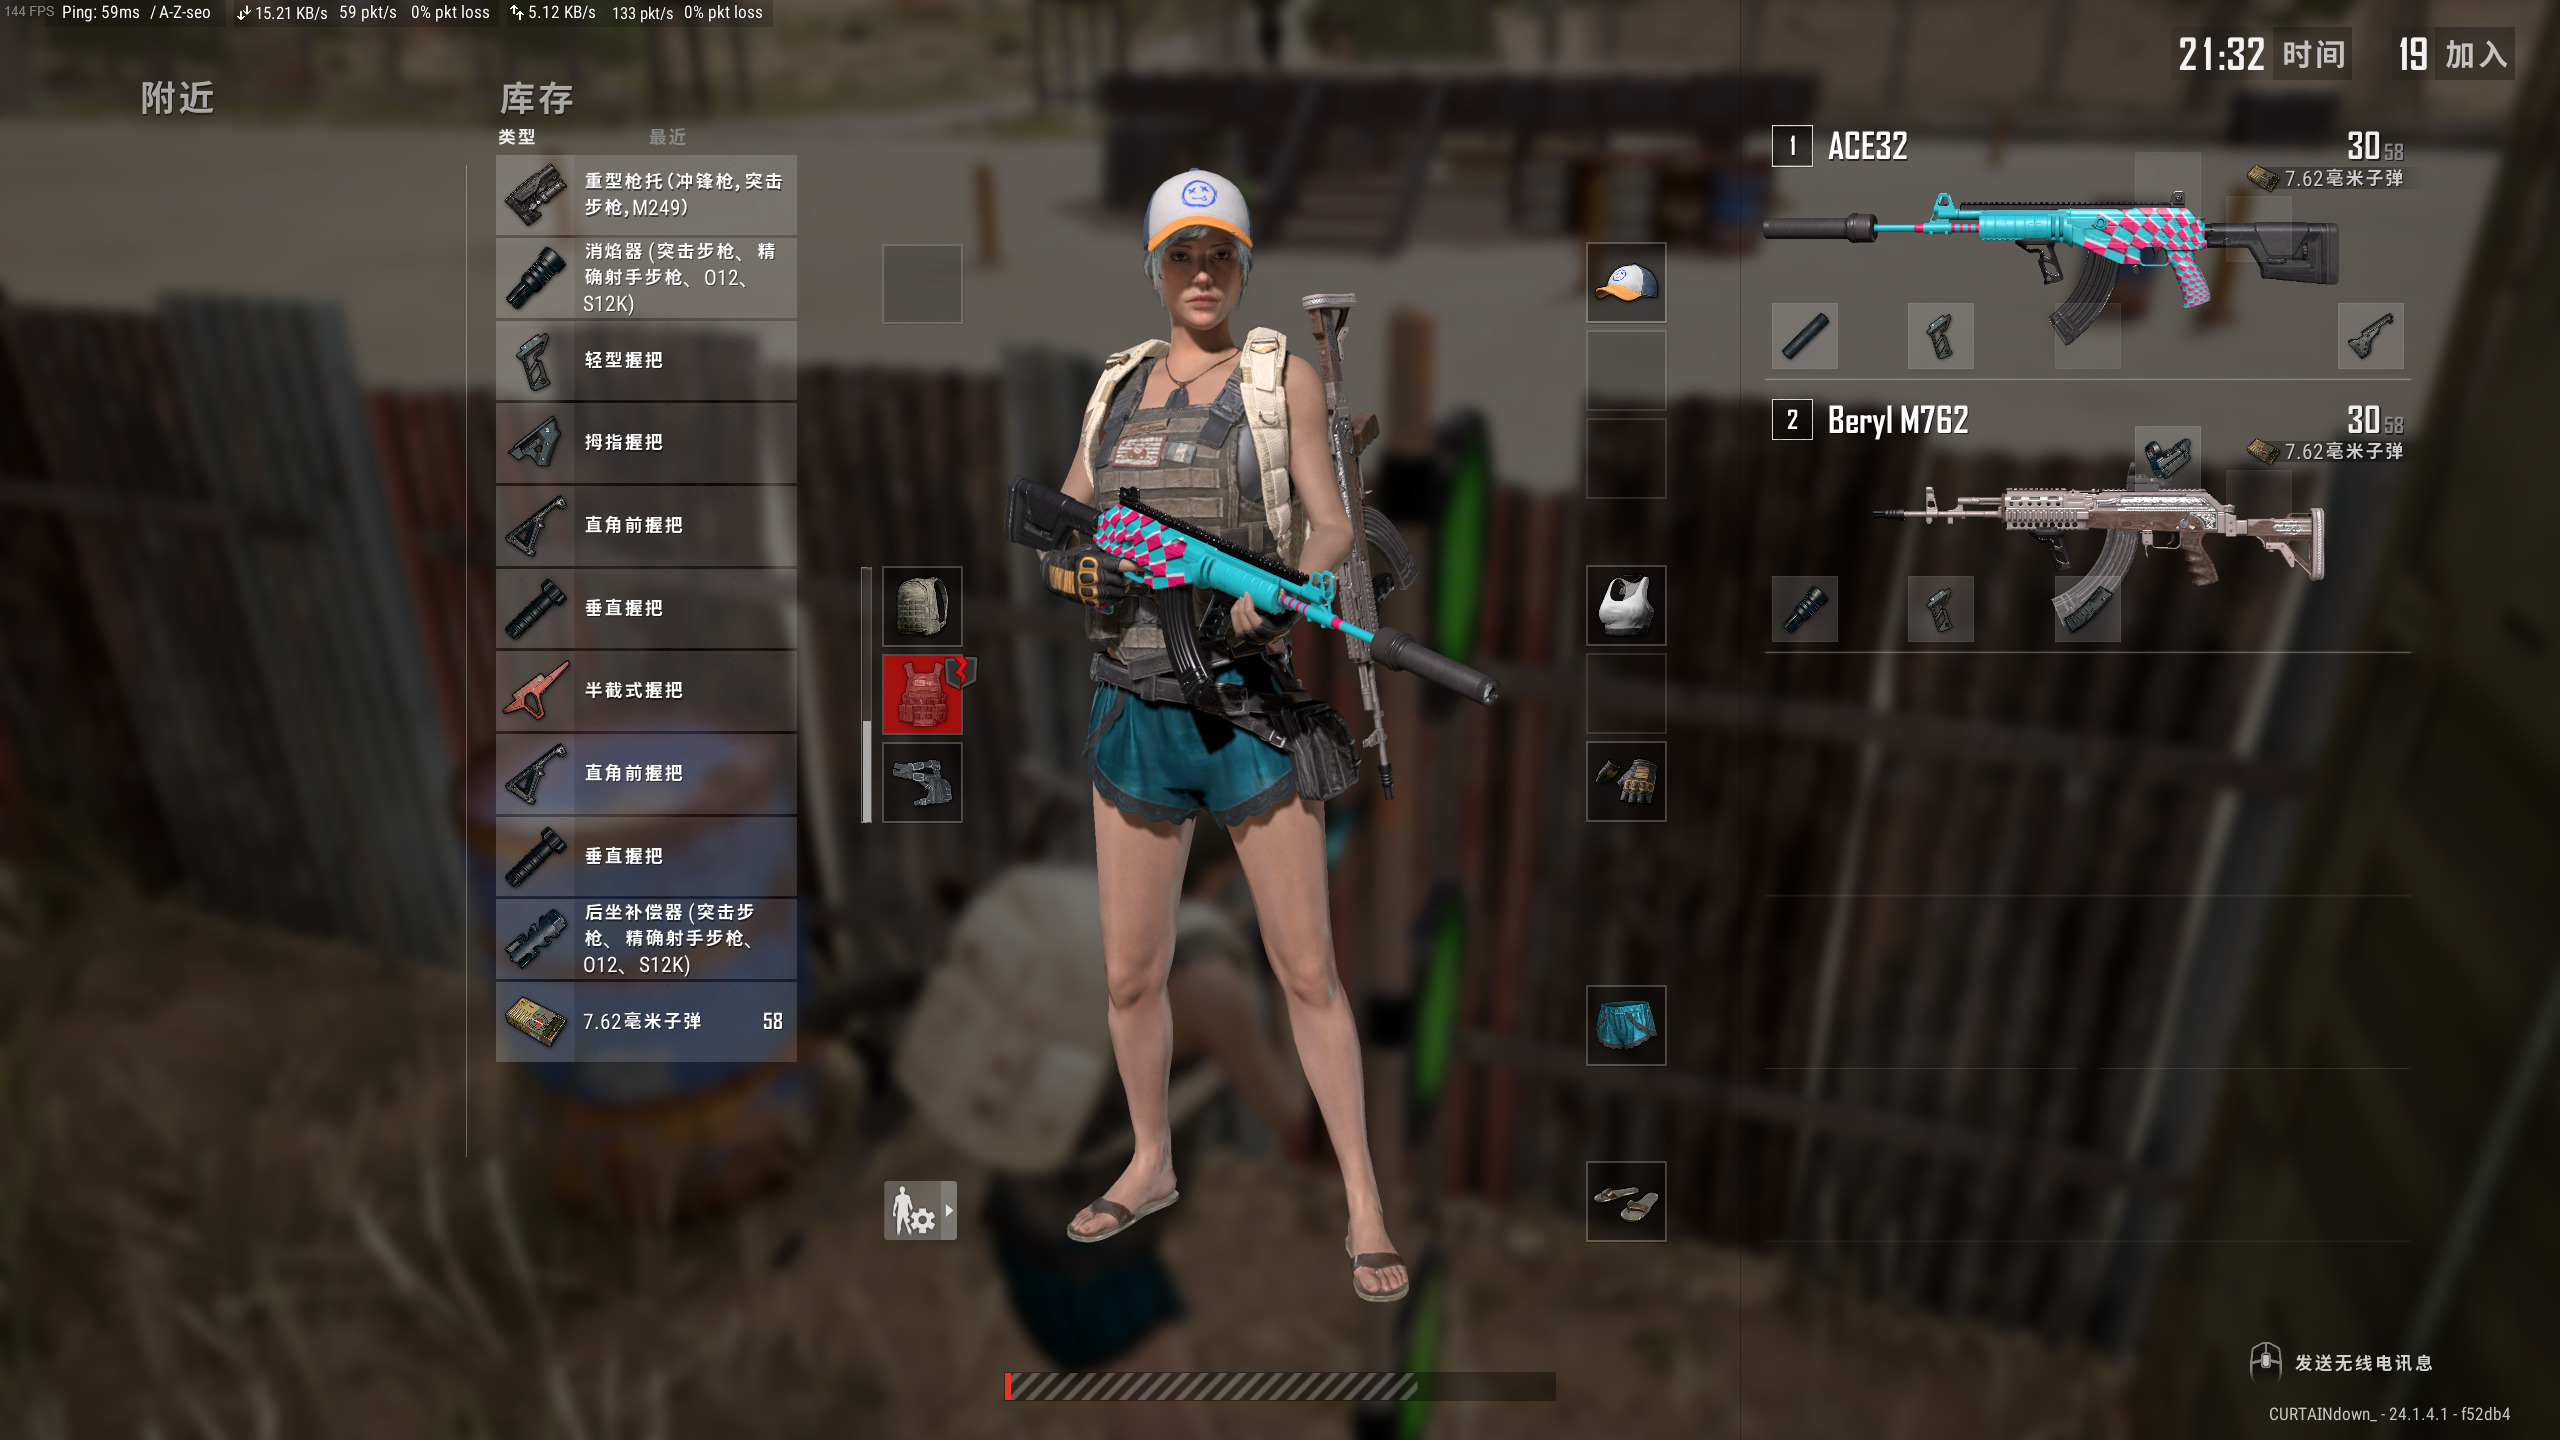 144 FPS Ping: 59ms / A-Z-seo 15.21 KB/s 59 pkt/s 0% pkt loss 5.12 KB/s 133 pkt/s 0% pkt loss
21:32 时间 19 加入
附近
库存
类型 最近
重型枪托(冲锋枪,突击
步枪,M249)
消焰器 (突击步枪、精
确射手步枪、O12、
S12K)
轻型握把
拇指握把
直角前握把
垂直握把
半截式握把
直角前握把
垂直握把
后坐补偿器 (突击步
枪、精确射手步枪、
O12、S12K)
7.62毫米子弹 58
1 ACE32 30 58
7.62毫米子弹
2 Beryl M762 30 58
7.62毫米子弹
发送无线电讯息
CURTAINdown_ - 24.1.4.1 - f52db4